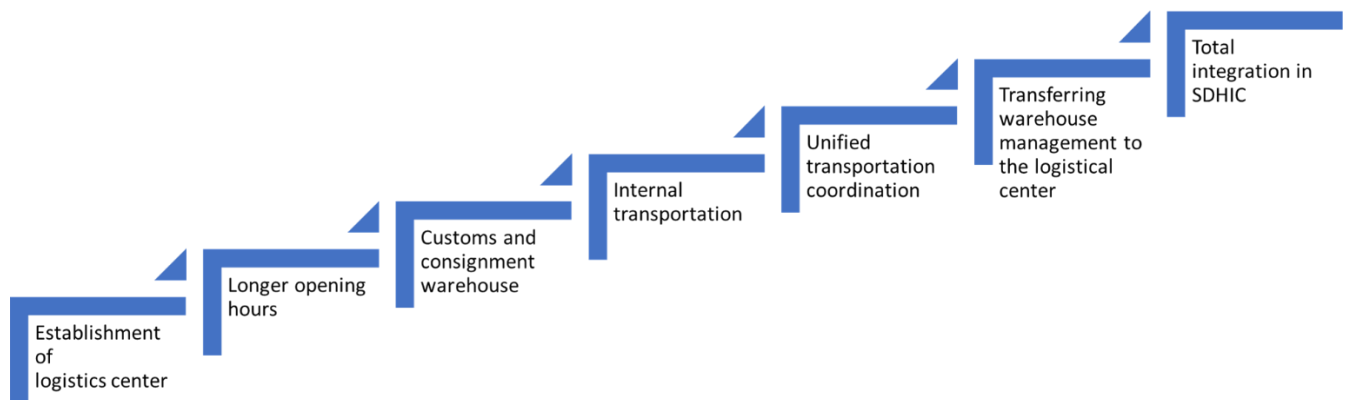 Establishment
of
logistics center
Longer opening
hours
Customs and
consignment
warehouse
Internal
transportation
Unified
transportation
coordination
Transferring
warehouse
management to
the logistical
center
Total
integration in
SDHIC